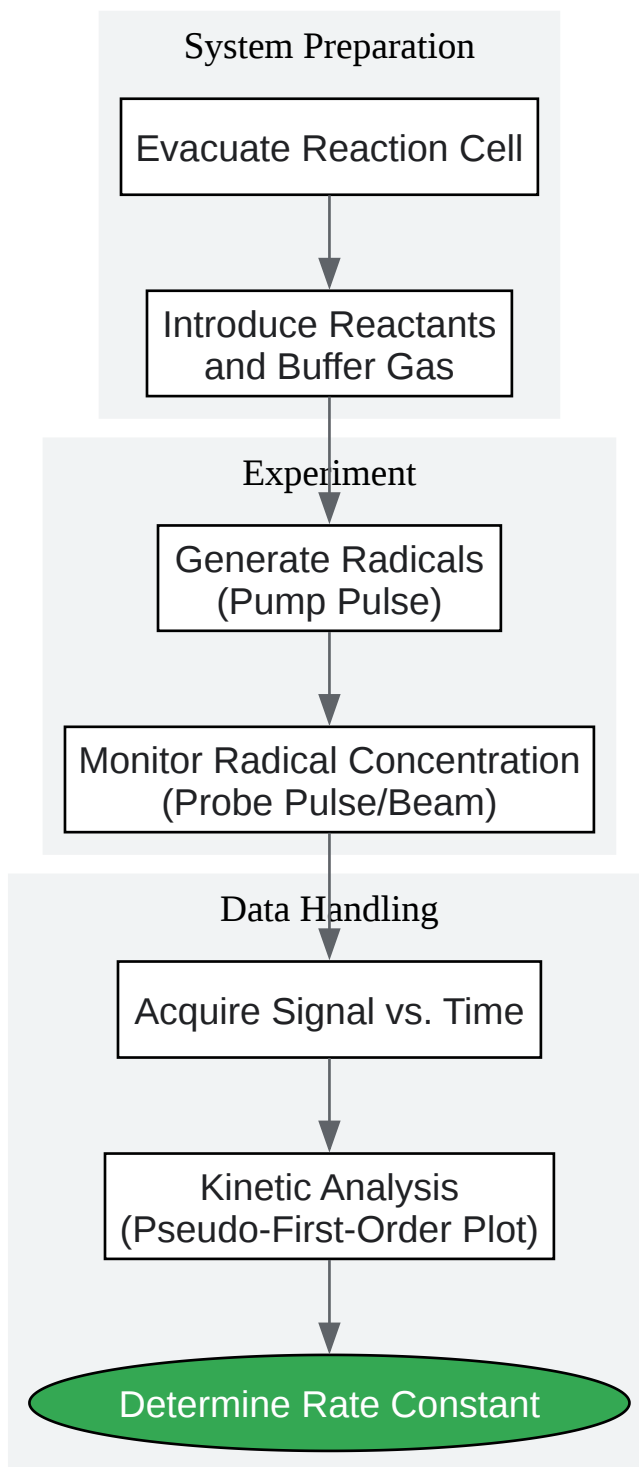 System Preparation
Evacuate Reaction Cell
Introduce Reactants
and Buffer Gas
Experiment
Generate Radicals
(Pump Pulse)
Monitor Radical Concentration
(Probe Pulse/Beam)
Data Handling
Acquire Signal vs. Time
Kinetic Analysis
(Pseudo-First-Order Plot)
Determine Rate Constant